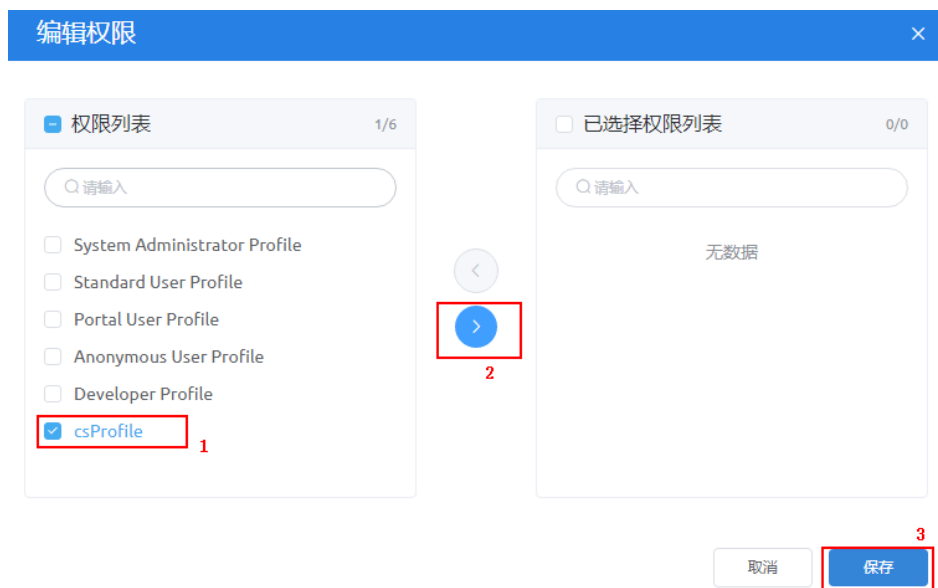 编辑权限
权限列表 1/6
请输入
System Administrator Profile
Standard User Profile
Portal User Profile
Anonymous User Profile
Developer Profile
csProfile
1
2
已选择权限列表 0/0
请输入
无数据
3
取消
保存